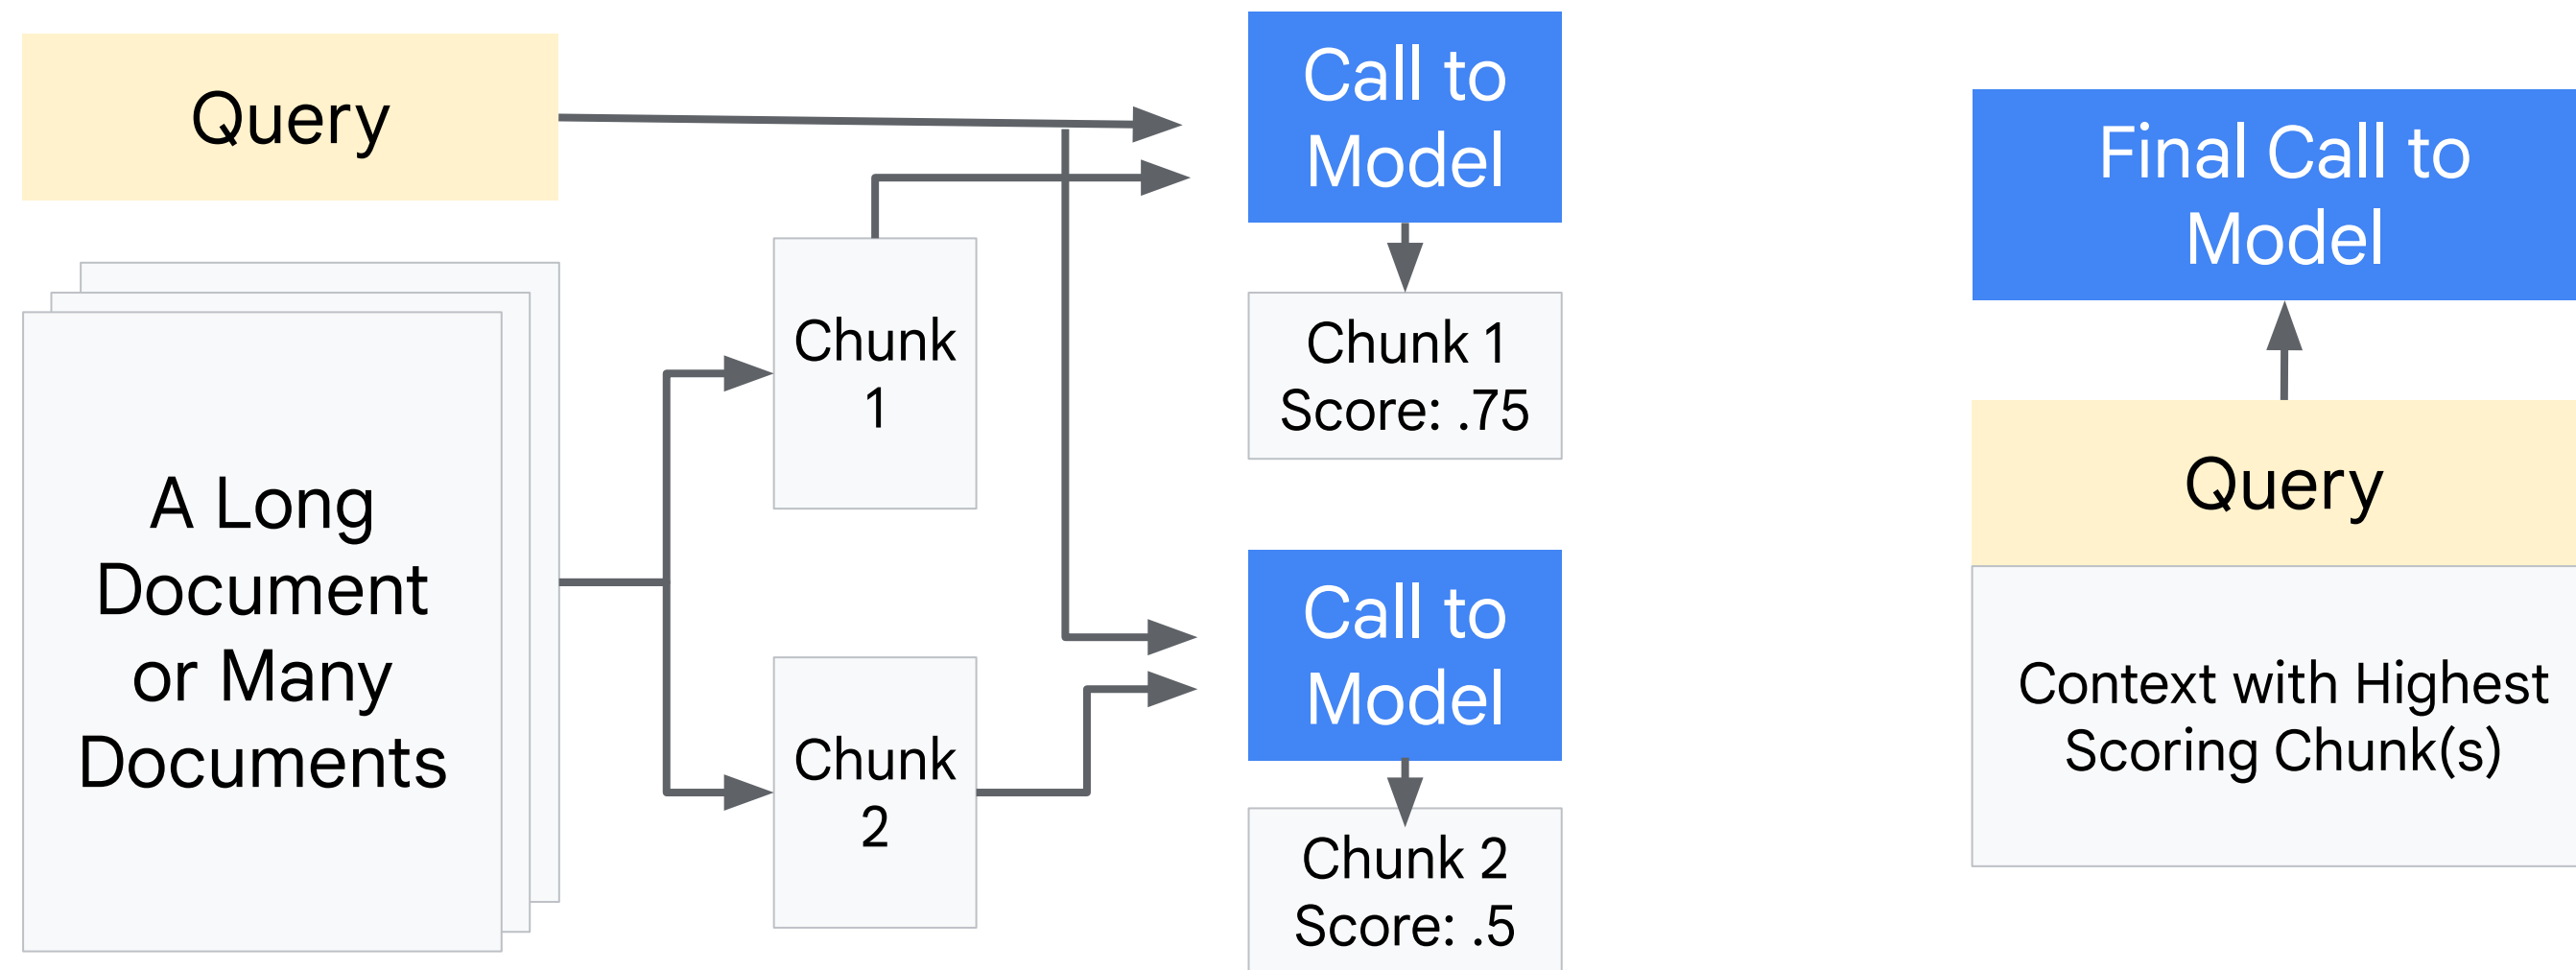 Query
A Long
Document
or Many
Documents
Chunk
1
Chunk
2
Call to
Model
Chunk 1
Score: .75
Call to
Model
Chunk 2
Score: .5
Final Call to
Model
Query
Context with Highest
Scoring Chunk(s)